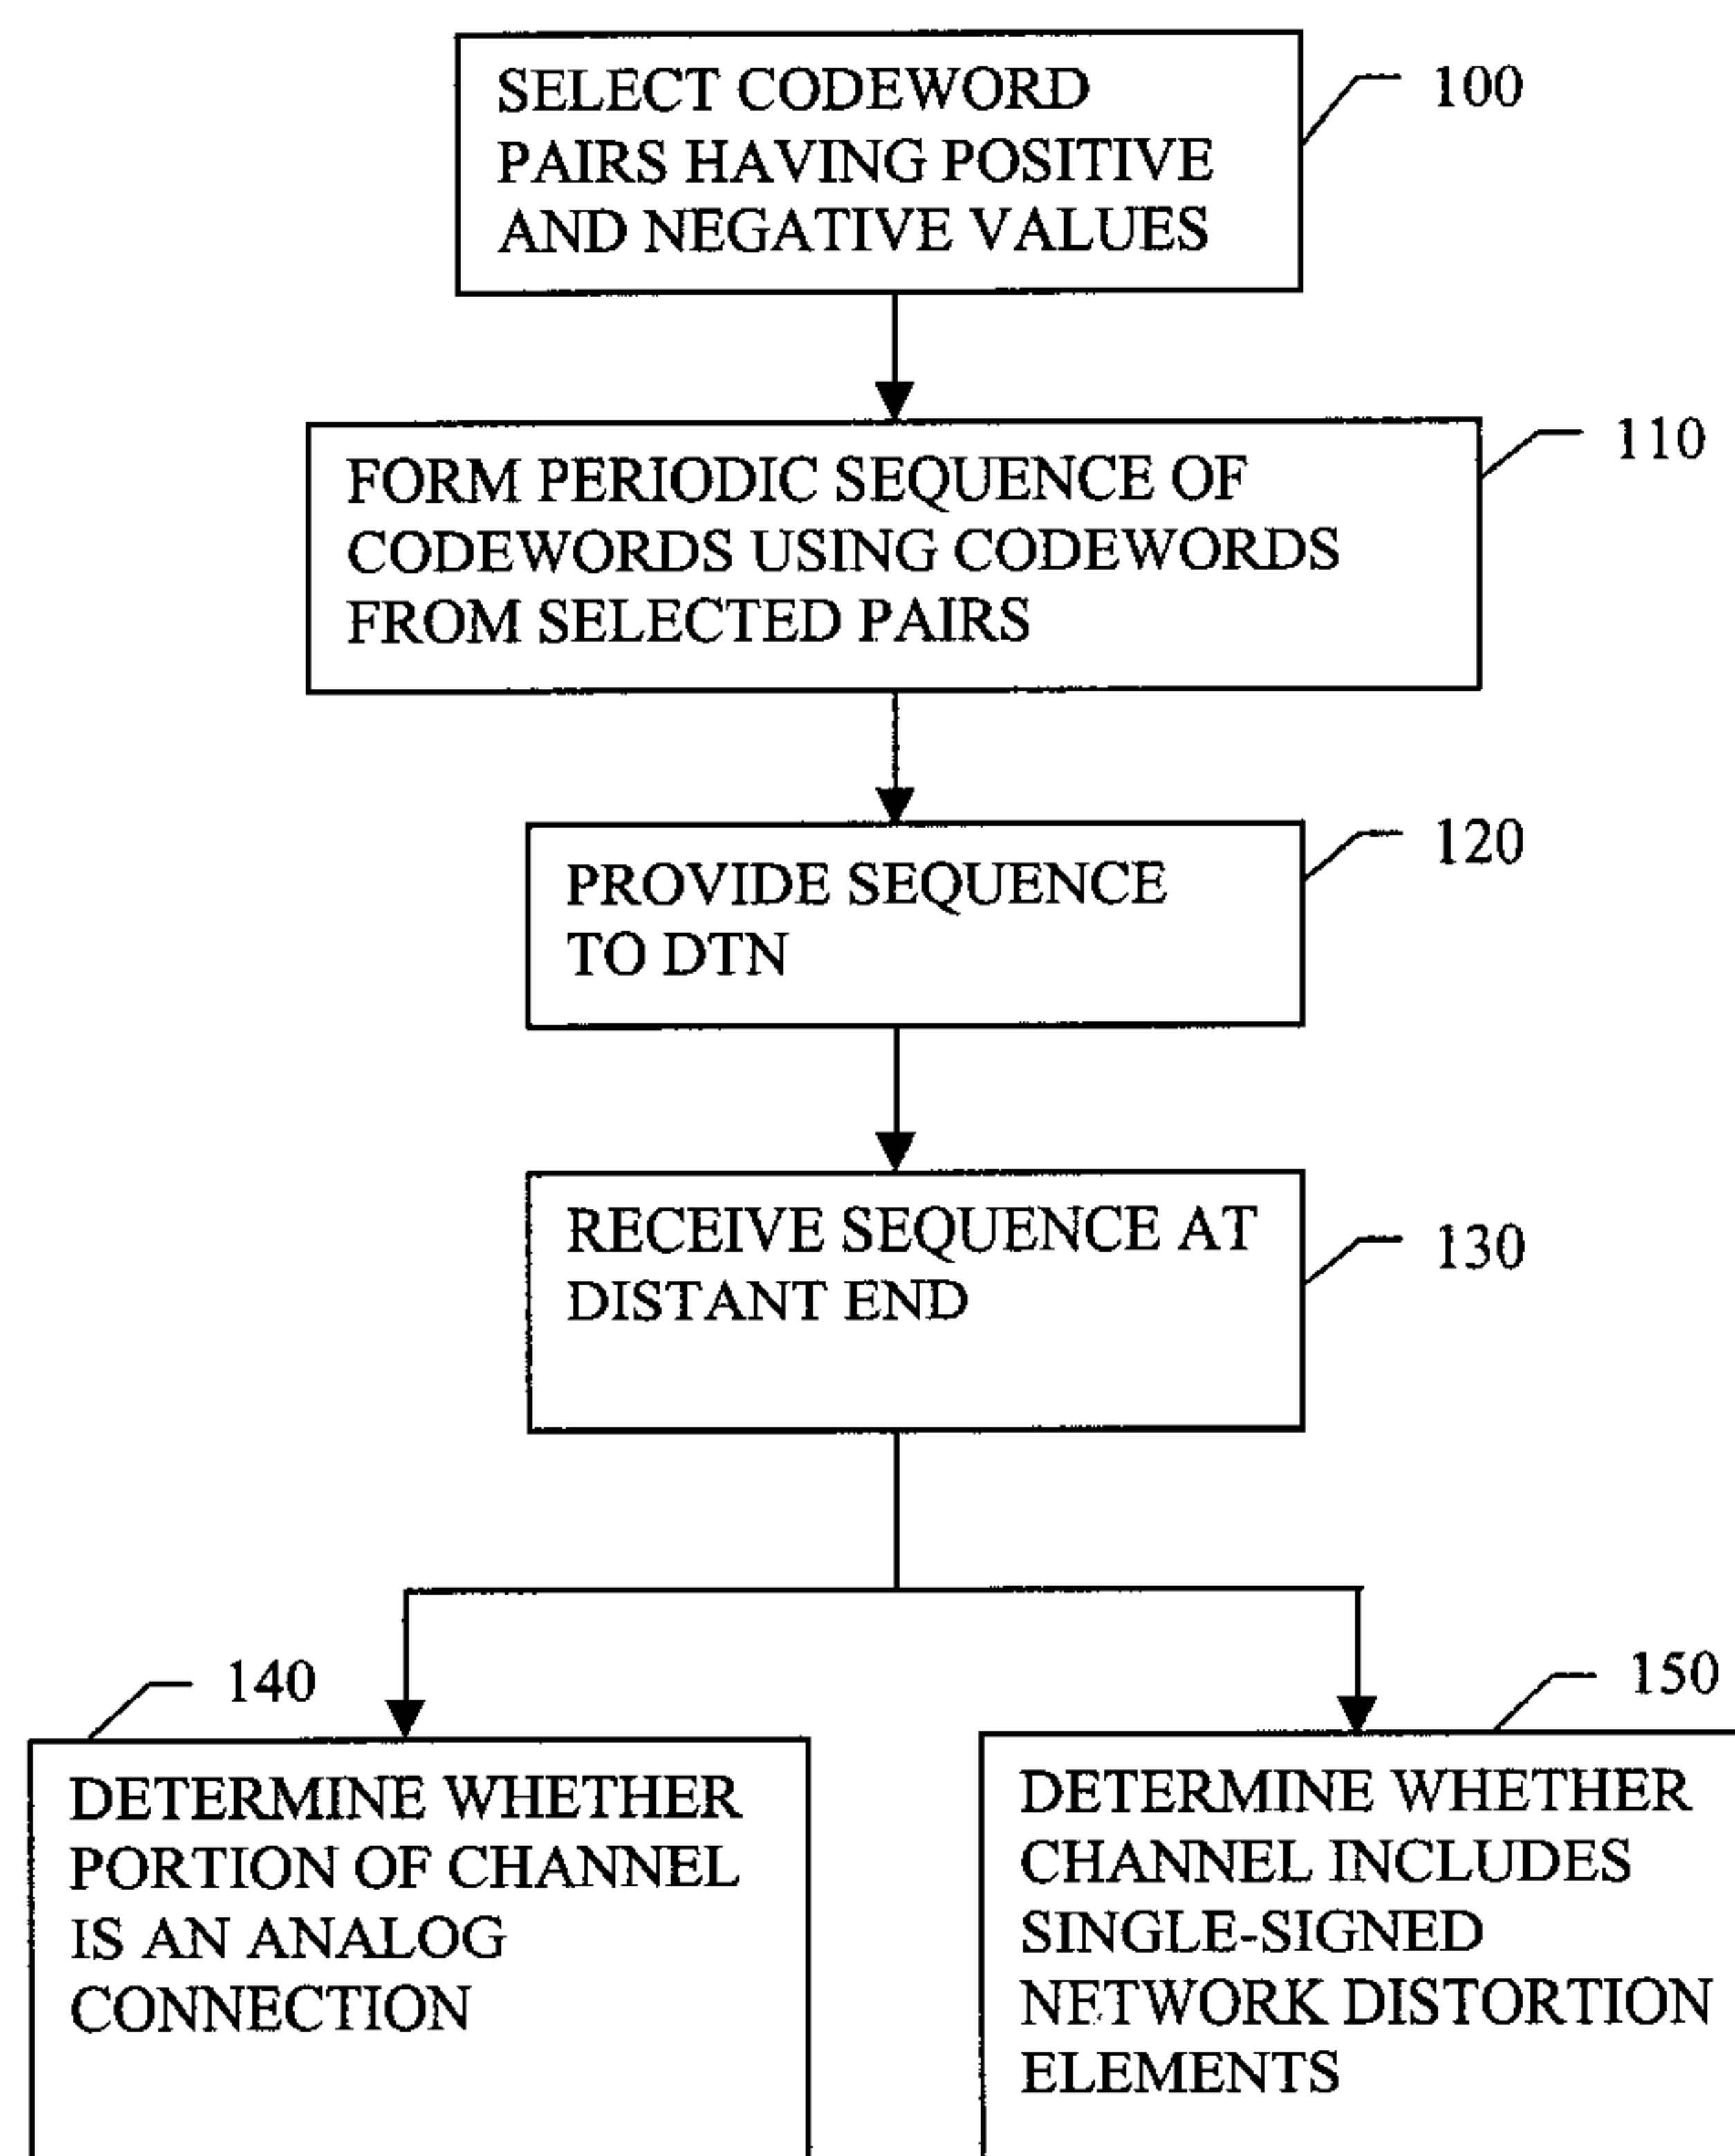 SELECT CODEWORD
PAIRS HAVING POSITIVE
AND NEGATIVE VALUES
100
FORM PERIODIC SEQUENCE OF
CODEWORDS USING CODEWORDS
FROM SELECTED PAIRS
110
PROVIDE SEQUENCE
TO DTN
120
RECEIVE SEQUENCE AT
DISTANT END
130
140
DETERMINE WHETHER
PORTION OF CHANNEL
IS AN ANALOG
CONNECTION
150
DETERMINE WHETHER
CHANNEL INCLUDES
SINGLE-SIGNED
NETWORK DISTORTION
ELEMENTS